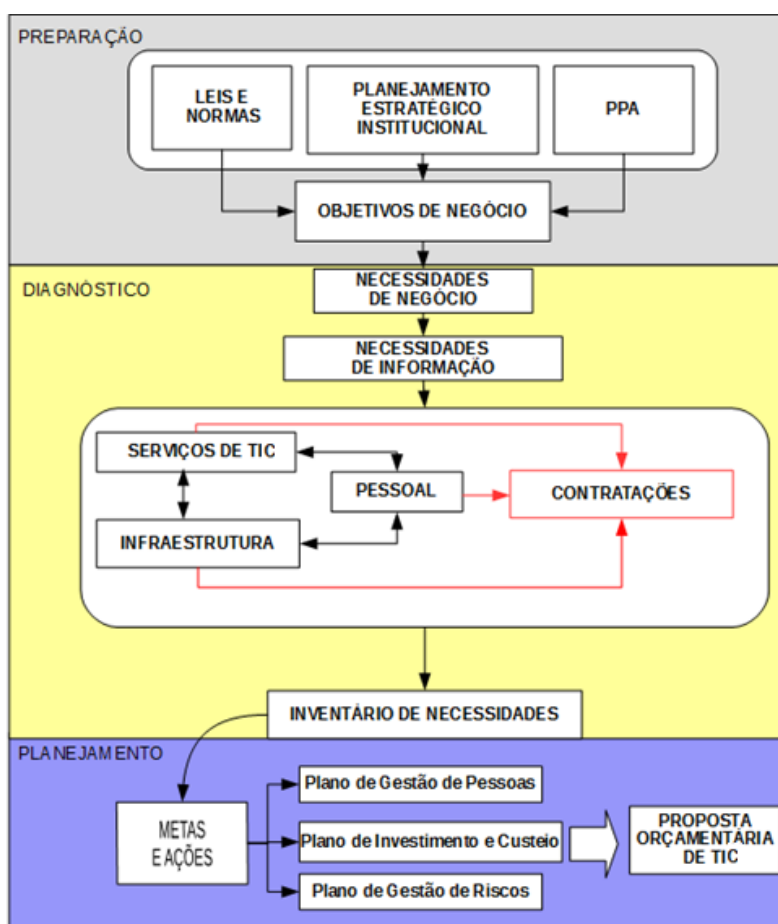 PREPARAÇÃO
LEIS E
NORMAS
PLANEJAMENTO
ESTRATÉGICO
INSTITUCIONAL
PPA
OBJETIVOS DE NEGÓCIO
DIAGNÓSTICO
NECESSIDADES
DE NEGÓCIO
NECESSIDADES
DE INFORMAÇÃO
SERVIÇOS DE TIC
PESSOAL
CONTRATAÇÕES
INFRAESTRUTURA
INVENTÁRIO DE NECESSIDADES
PLANEJAMENTO
METAS
E AÇÕES
Plano de Gestão de Pessoas
Plano de Investimento e Custeio
Plano de Gestão de Riscos
PROPOSTA
ORÇAMENTÁRIA
DE TIC